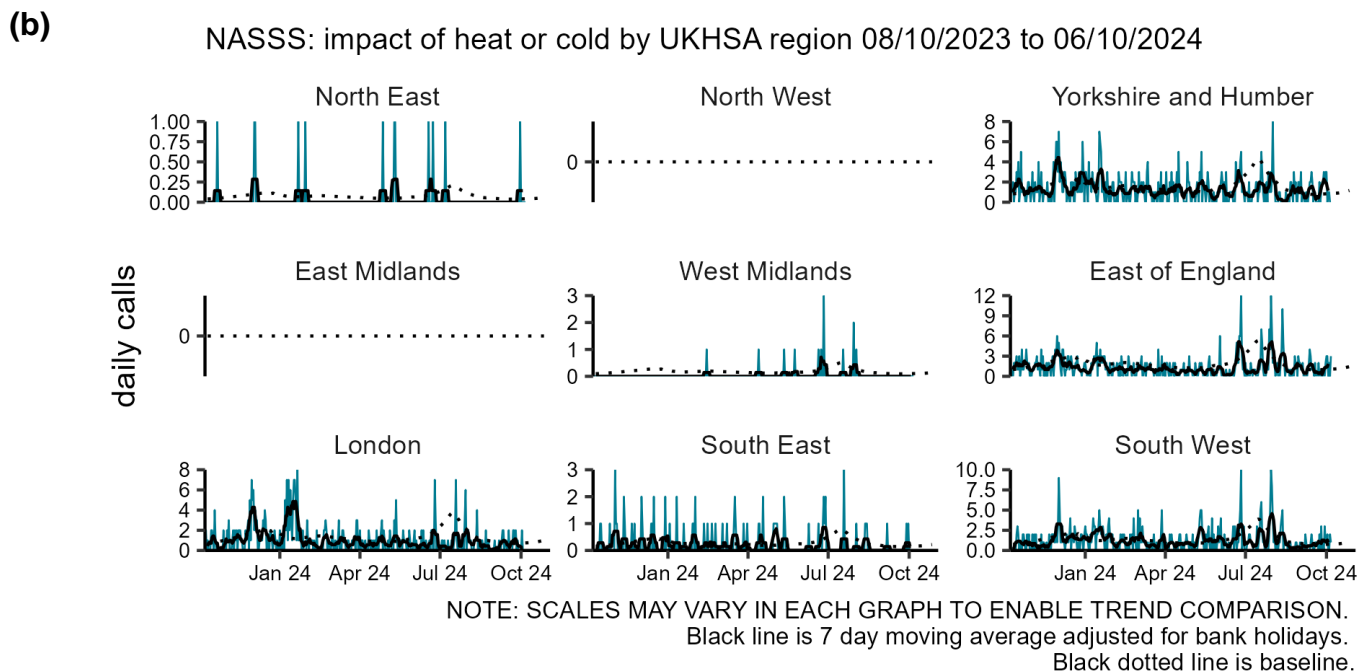 (b)
NASSS: impact of heat or cold by UKHSA region 08/10/2023 to 06/10/2024
daily calls
North East
1.00
0.75
0.50
0.25
0.00
North West
0
Yorkshire and Humber
8
6
4
2
0
East Midlands
0
West Midlands
3
2
1
0
East of England
12
9
6
3
0
London
8
6
4
2
0
Jan 24 Apr 24 Jul 24 Oct 24
South East
3
2
1
0
Jan 24 Apr 24 Jul 24 Oct 24
South West
10.0
7.5
5.0
2.5
0.0
Jan 24 Apr 24 Jul 24 Oct 24
NOTE: SCALES MAY VARY IN EACH GRAPH TO ENABLE TREND COMPARISON.
Black line is 7 day moving average adjusted for bank holidays.
Black dotted line is baseline.